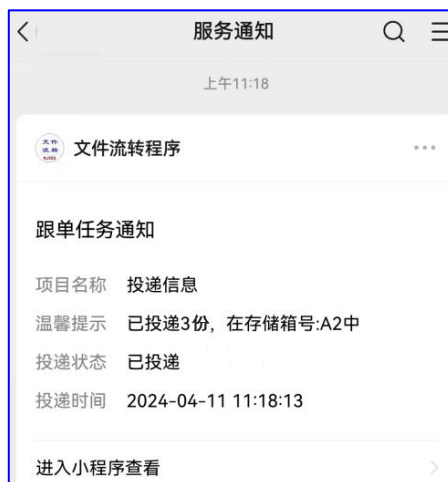 服务通知
上午11:18
文件流转程序
跟单任务通知
项目名称 投递信息
温馨提示 已投递3份，在存储箱号:A2中
投递状态 已投递
投递时间 2024-04-11 11:18:13
进入小程序查看